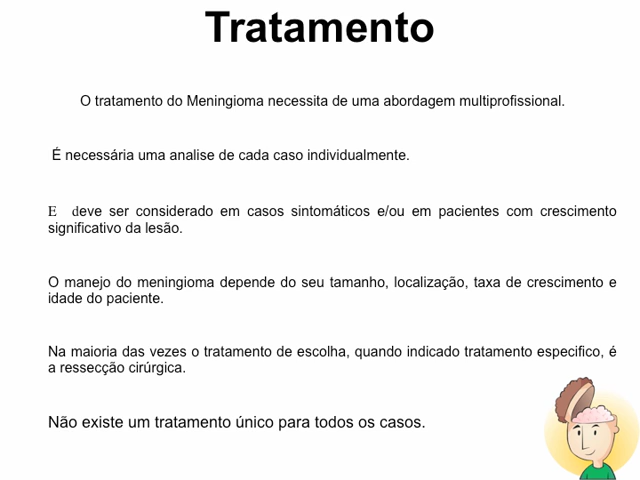 Tratamento
O tratamento do Meningioma necessita de uma abordagem multiprofissional.
É necessária uma analise de cada caso individualmente.
E deve ser considerado em casos sintomáticos e/ou em pacientes com crescimento
significativo da lesão.
O manejo do meningioma depende do seu tamanho, localização, taxa de crescimento e
idade do paciente.
Na maioria das vezes o tratamento de escolha, quando indicado tratamento especifico, é
a ressecção cirúrgica.
Não existe um tratamento único para todos os casos.